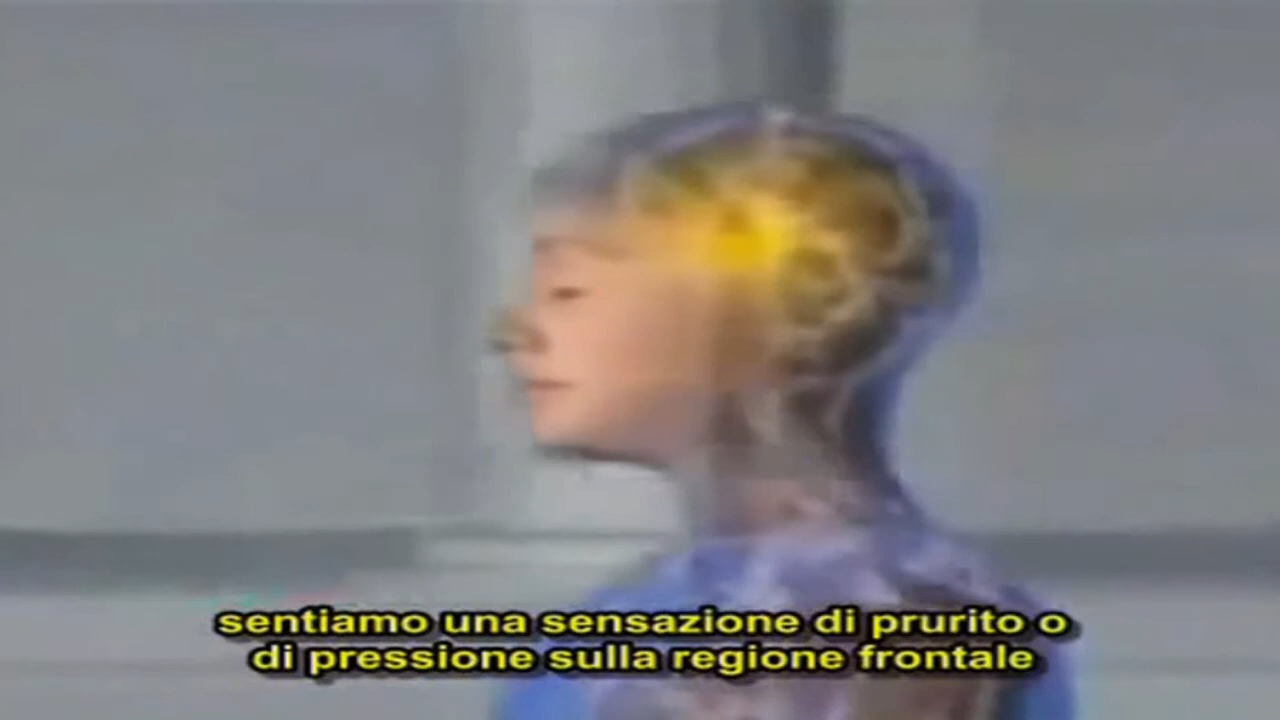 sentiamo una sensazione di prurito o
di pressione sulla regione frontale